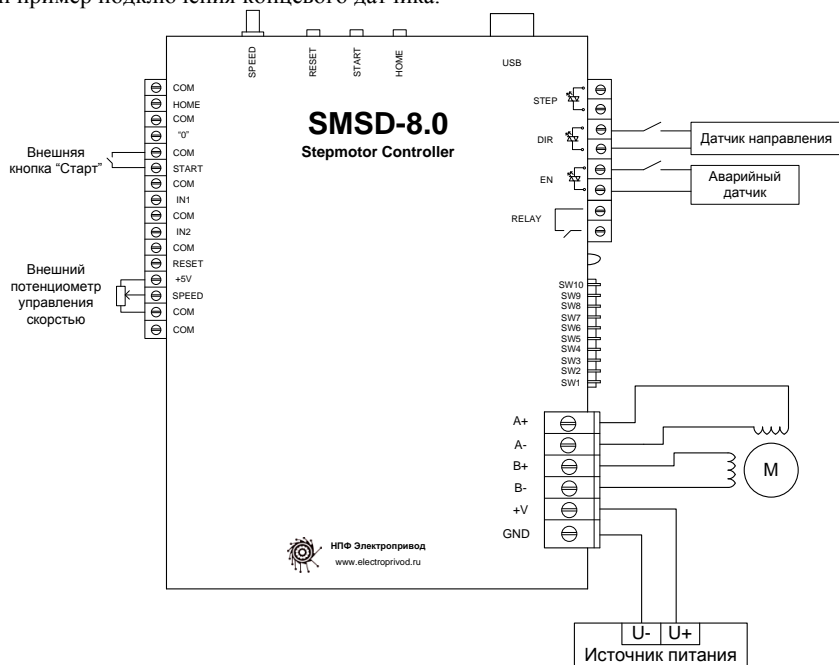 пример подключения концевого датчика.
SPEED
RESET
START
HOME
USB
SMSD-8.0
Stepmotor Controller
COM
HOME
COM
"0"
COM
START
COM
IN1
COM
IN2
COM
RESET
+5V
SPEED
COM
COM
Внешняя
кнопка “Старт”
Внешний
потенциометр
управления
скорстью
STEP
DIR
EN
RELAY
Датчик направления
Аварийный
датчик
SW10
SW9
SW8
SW7
SW6
SW5
SW4
SW3
SW2
SW1
A+
A-
B+
B-
+V
GND
M
НПФ Электропривод
www.electroprivod.ru
U- U+
Источник питания